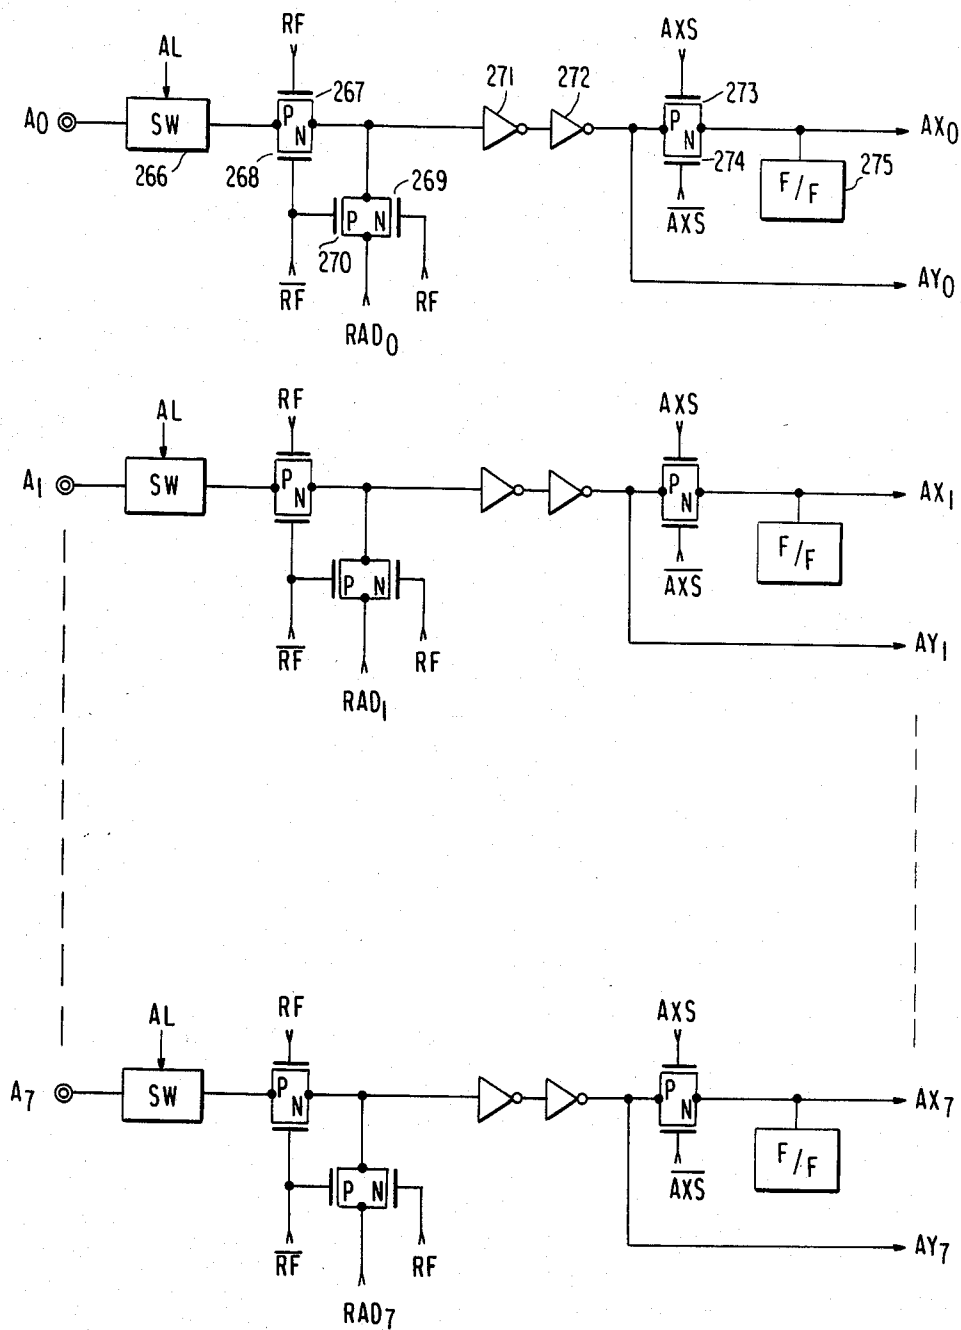 RF
AXS
AL
267
271
272
273
A0
SW
P
N
P
N
AX0
266
268
269
274
F/F
275
P
N
AXS
270
RF
RF
AY0
RAD0
RF
AXS
AL
A1
SW
P
N
P
N
AX1
F/F
P
N
AXS
RF
RF
AY1
RAD1
RF
AXS
AL
A7
SW
P
N
P
N
AX7
F/F
P
N
AXS
RF
RF
AY7
RAD7